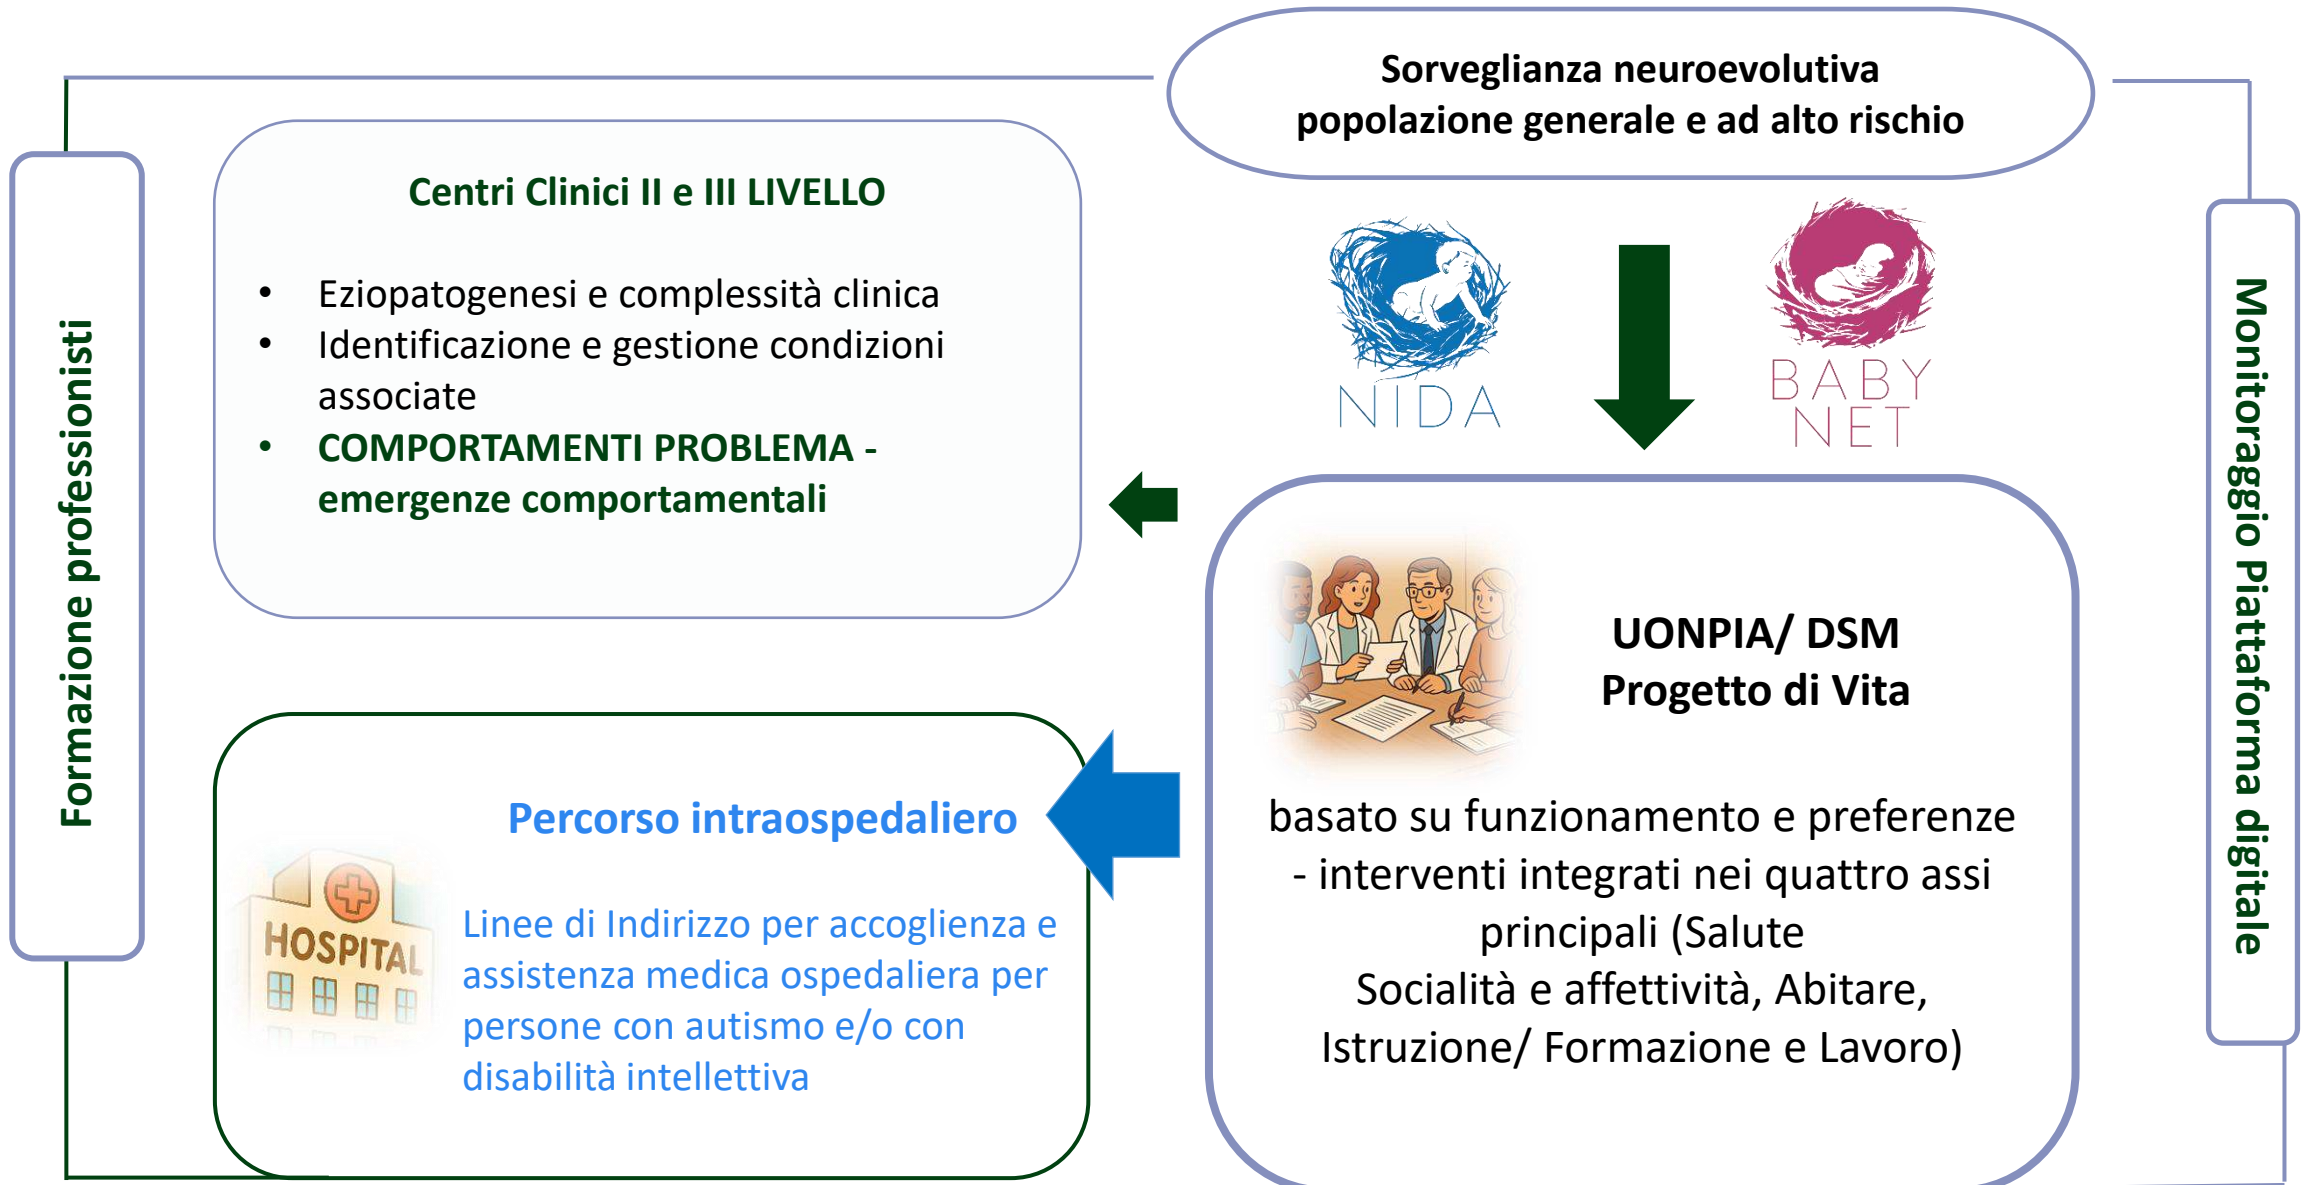 Sorveglianza neuroevolutiva
popolazione generale e ad alto rischio
Formazione professionisti
Centri Clinici II e III LIVELLO
• Eziopatogenesi e complessità clinica
• Identificazione e gestione condizioni
associate
• COMPORTAMENTI PROBLEMA -
emergenze comportamentali
NIDA
BABY
NET
Monitoraggio Piattaforma digitale
UONPIA/ DSM
Progetto di Vita
basato su funzionamento e preferenze
- interventi integrati nei quattro assi
principali (Salute
Socialità e affettività, Abitare,
Istruzione/ Formazione e Lavoro)
Percorso intraospedaliero
HOSPITAL
Linee di Indirizzo per accoglienza e
assistenza medica ospedaliera per
persone con autismo e/o con
disabilità intellettiva